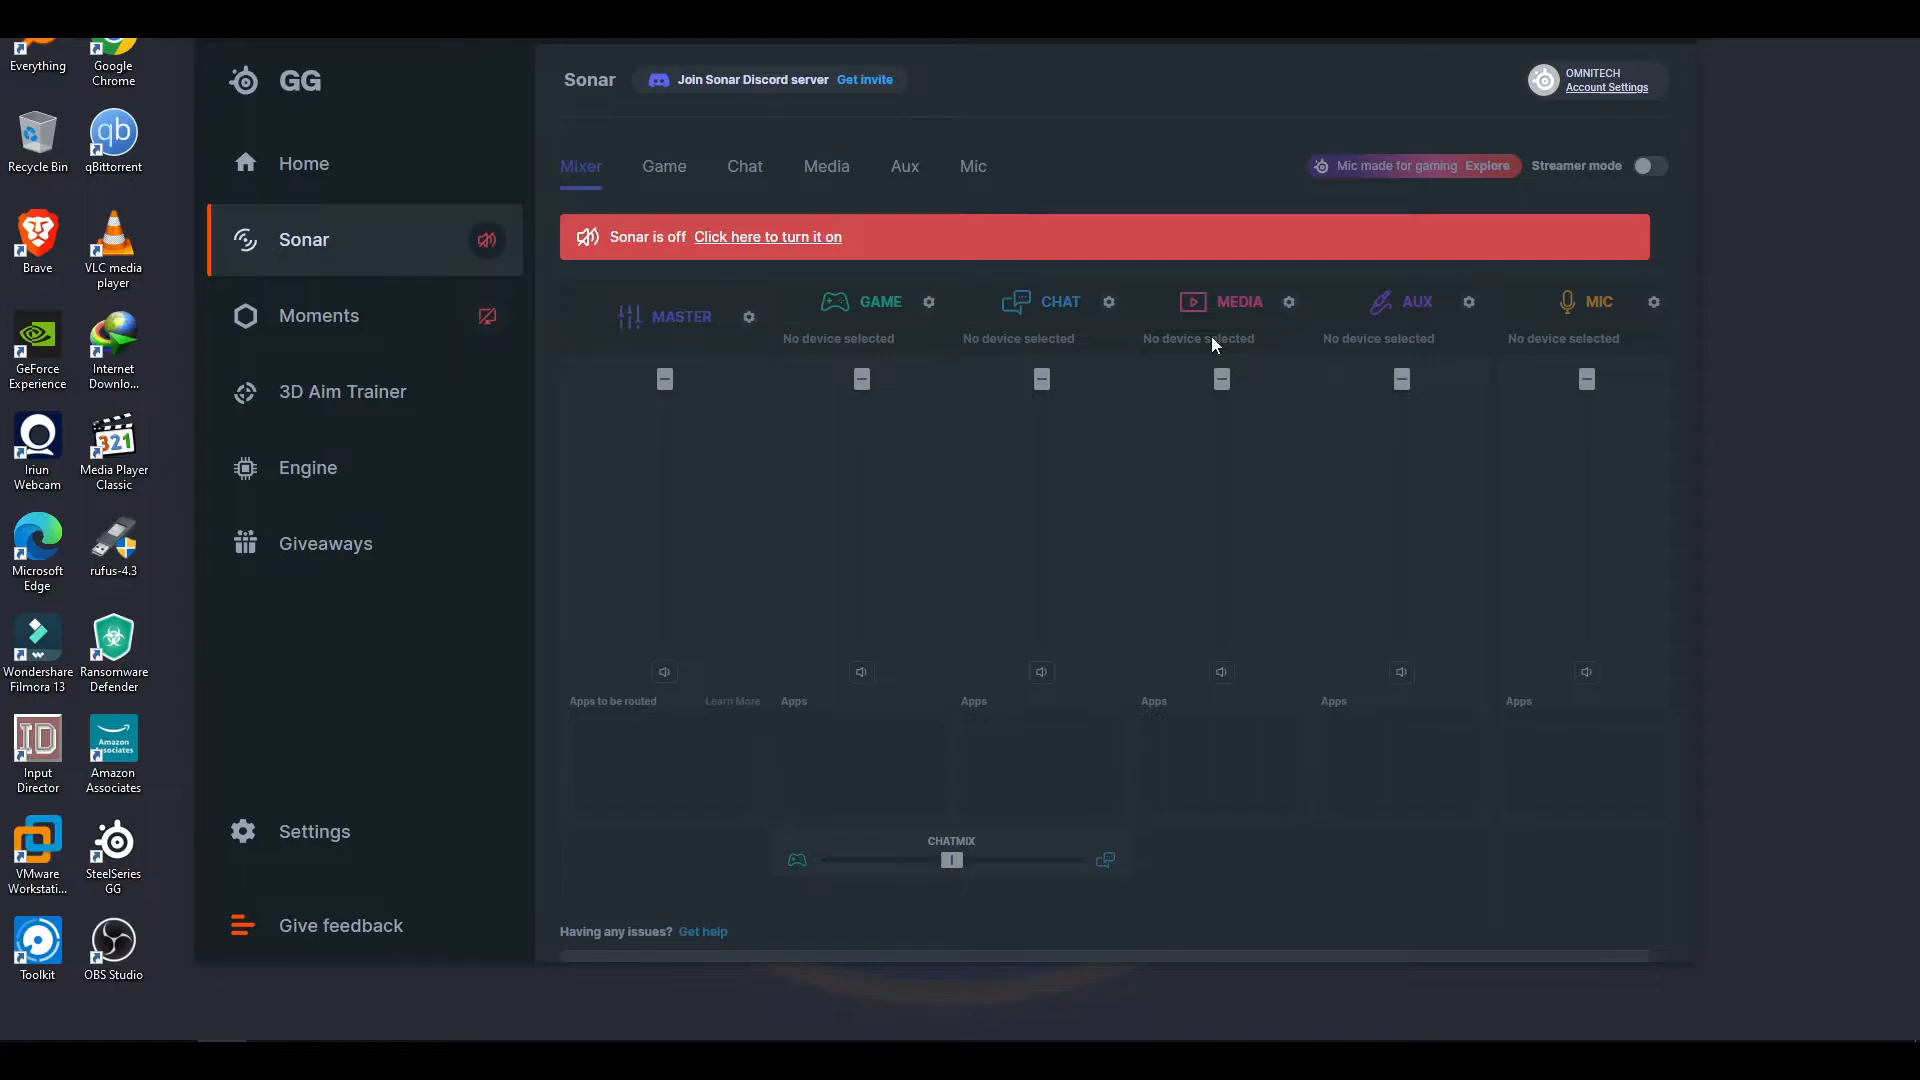 Everything
Google
Chrome
Recycle Bin
qb
qBittorrent
Brave
VLC media
player
GeForce
Experience
Internet
Downlo...
Iriun
Webcam
321
Media Player
Classic
Microsoft
Edge
rufus-4.3
Wondershare
Filmora 13
Ransomware
Defender
ID
Input
Director
Amazon
Associates
Amazon
Associates
VMware
Workstati...
SteelSeries
GG
Toolkit
OBS Studio
GG
Home
Sonar
Moments
3D Aim Trainer
Engine
Giveaways
Settings
Give feedback
Sonar
Join Sonar Discord server Get invite
OMNITECH
Account Settings
Mixer Game Chat Media Aux Mic
Mic made for gaming Explore
Streamer mode
Sonar is off Click here to turn it on
MASTER
GAME
No device selected
CHAT
No device selected
MEDIA
No device selected
AUX
No device selected
MIC
No device selected
Apps to be routed Learn More
Apps
Apps
Apps
Apps
Apps
CHATMIX
Having any issues? Get help